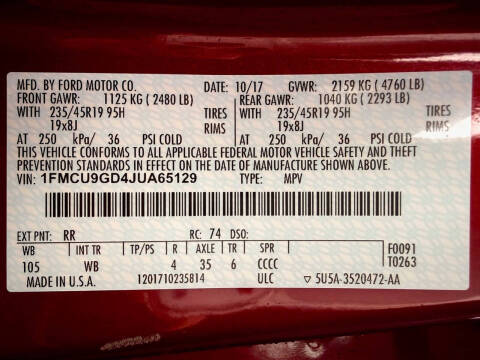 MFD. BY FORD MOTOR CO. 10/17 GVWR: 2159 KG ( 4760 LB)
FRONT GAWR: 1125 KG ( 2480 LB) REAR GAWR: 1040 KG ( 2293 LB)
WITH 235/45R19 95H TIRES WITH 235/45R19 95H TIRES
19x8J RIMS 19x8J RIMS
AT 250 kPa/ 36 PSI COLD AT 250 kPa/ 36 PSI COLD
THIS VEHICLE CONFORMS TO ALL APPLICABLE FEDERAL MOTOR VEHICLE SAFETY AND THEFT
PREVENTION STANDARDS IN EFFECT ON THE DATE OF MANUFACTURE SHOWN ABOVE.
VIN: 1FMCU9GD4JUA65129 TYPE: MPV
EXT PNT: RR RC: 74 DSO:
WB INT TR TP/PS R AXLE TR SPR F0091
105 WB 4 35 6 CCCC T0263
MADE IN U.S.A. 1201710235814 ULC ▽ 5U5A-3520472-AA